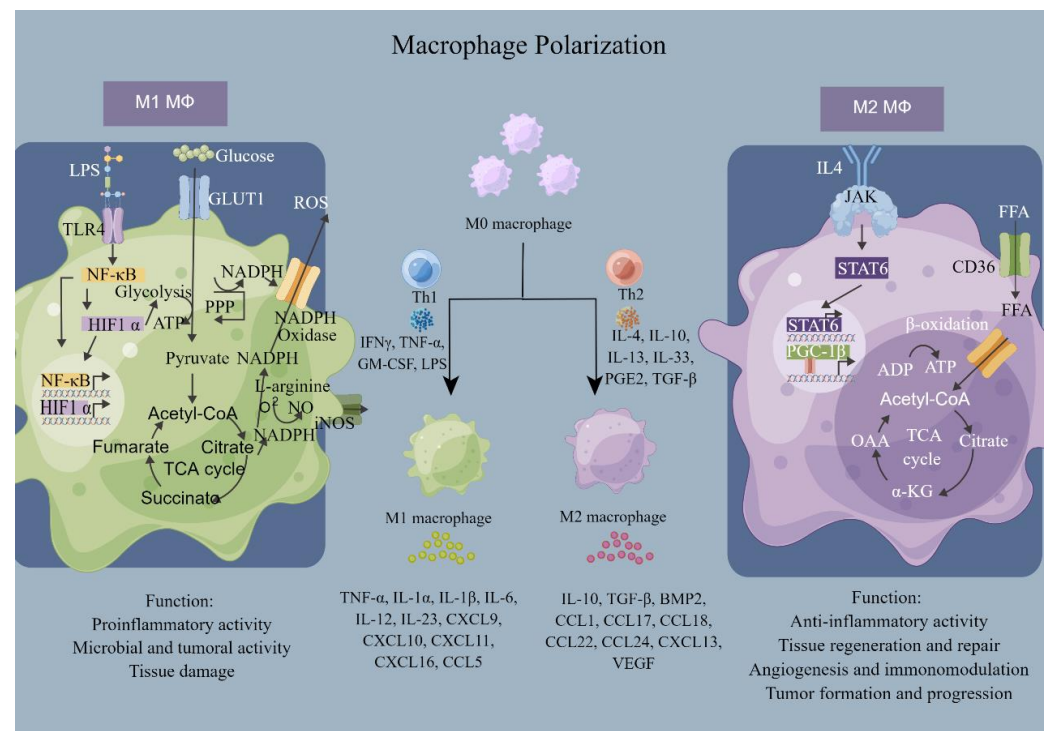 Macrophage Polarization
M1 MΦ
LPS
Glucose
GLUT1
ROS
TLR4
NF-κB
NADPH
Glycolysis
PPP
ATP
HIF1 α
NADPH
Oxidase
Pyruvate
NADPH
NF-κB
HIF1 α
L-arginine
O2
NO
iNOS
Acetyl-CoA
NADPH
Fumarate
Citrate
TCA cycle
Succinato
Function:
Proinflammatory activity
Microbial and tumoral activity
Tissue damage
M0 macrophage
Th1
IFNγ, TNF-α,
GM-CSF, LPS
Th2
IL-4, IL-10,
IL-13, IL-33,
PGE2, TGF-β
M1 macrophage
M2 macrophage
TNF-α, IL-1α, IL-1β, IL-6,
IL-12, IL-23, CXCL9,
CXCL10, CXCL11,
CXCL16, CCL5
IL-10, TGF-β, BMP2,
CCL1, CCL17, CCL18,
CCL22, CCL24, CXCL13,
VEGF
M2 MΦ
IL4
JAK
FFA
STAT6
CD36
FFA
STAT6
PGC-1β
β-oxidation
ADP
ATP
Acetyl-CoA
OAA
TCA
cycle
Citrate
α-KG
Function:
Anti-inflammatory activity
Tissue regeneration and repair
Angiogenesis and immonomodulation
Tumor formation and progression